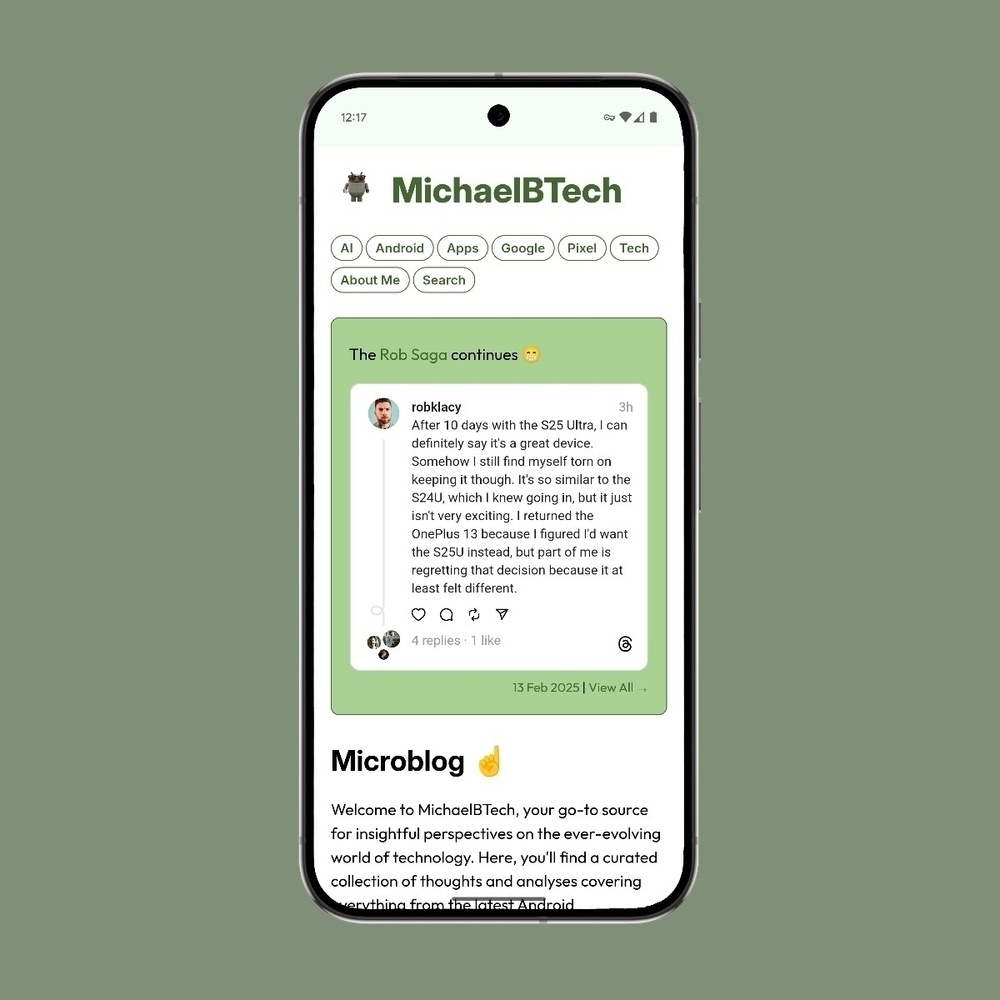 12:17
MichaelBTech
AI Android Apps Google Pixel Tech
About Me Search
The Rob Saga continues 😁
robklacy 3h
After 10 days with the S25 Ultra, I can
definitely say it's a great device.
Somehow I still find myself torn on
keeping it though. It's so similar to the
S24U, which I knew going in, but it just
isn't very exciting. I returned the
OnePlus 13 because I figured I'd want
the S25U instead, but part of me is
regretting that decision because it at
least felt different.
4 replies · 1 like
13 Feb 2025 | View All →
Microblog ☝️
Welcome to MichaelBTech, your go-to source
for insightful perspectives on the ever-evolving
world of technology. Here, you'll find a curated
collection of thoughts and analyses covering
everything from the latest Android